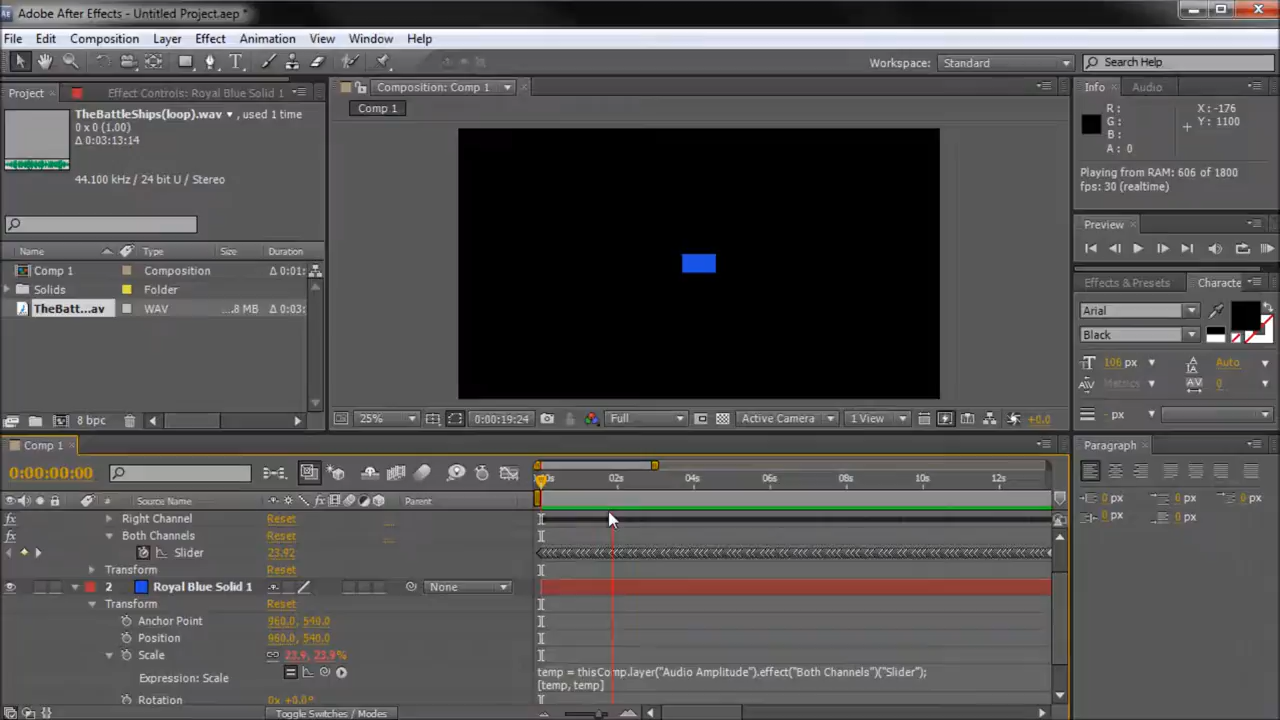 Adobe After Effects - Untitled Project.aep *
File Edit Composition Layer Effect Animation View Window Help
Workspace: Standard Search Help
Project Effect Controls: Royal Blue Solid 1
TheBattleShips(loop).wav ▼ , used 1 time
0 x 0 (1.00)
Δ 0:03:13:14
44.100 kHz / 24 bit U / Stereo
Name Type Size Duration
Comp 1 Composition Δ 0:01:
Solids Folder
TheBatt...av WAV ....8 MB Δ 0:03:
8 bpc
Composition: Comp 1
Comp 1
25% 0:00:19:24 Full Active Camera 1 View +0.0
Info Audio
R :
G :
B :
A : 0
X : -176
Y : 1100
Playing from RAM: 606 of 1800
fps: 30 (realtime)
Preview
Effects & Presets Characte
Arial
Black
106 px Auto
Metrics 0
- px
Paragraph
0 px 0 px 0 px
0 px 0 px
Comp 1
0:00:00:00
0s 02s 04s 06s 08s 10s 12s
Source Name Parent
Right Channel Reset
Both Channels Reset
Slider 23.92
Transform Reset
2 Royal Blue Solid 1 None
Transform Reset
Anchor Point 960.0, 540.0
Position 960.0, 540.0
Scale 23.9, 23.9%
Expression: Scale
temp = thisComp.layer("Audio Amplitude").effect("Both Channels")("Slider");
[temp, temp]
Rotation 0x +0.0°
Toggle Switches / Modes